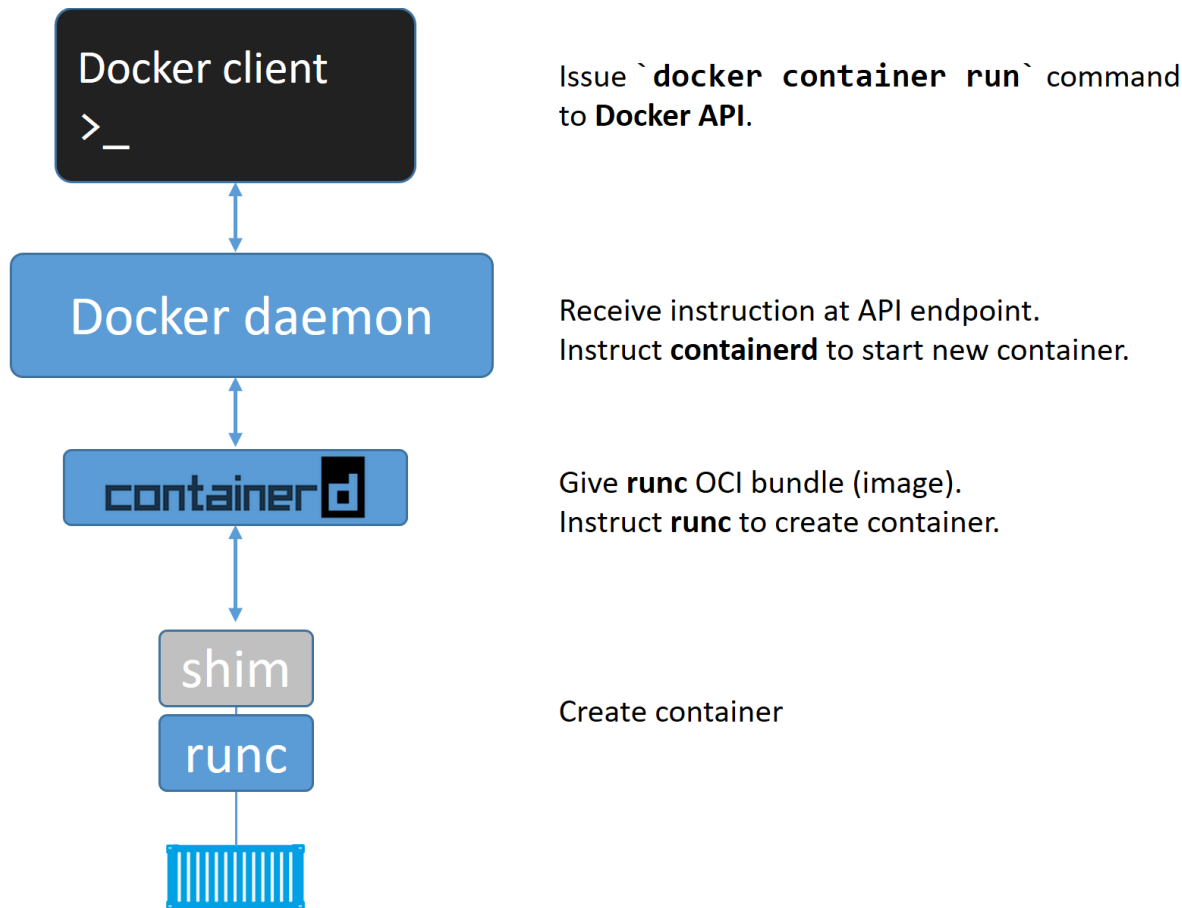 Docker client
>_
Issue `docker container run` command
to Docker API.
Docker daemon
Receive instruction at API endpoint.
Instruct containerd to start new container.
containerd
Give runc OCI bundle (image).
Instruct runc to create container.
shim
Create container
runc